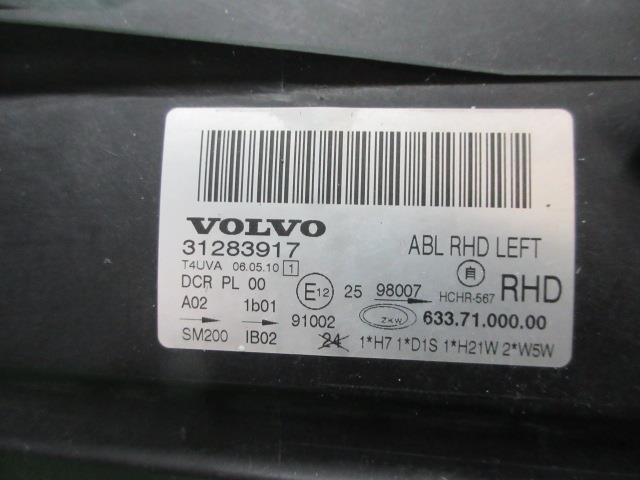 VOLVO
31283917
ABL RHD LEFT
T4UVA 06.05.10 1
自
DCR PL 00
E12 25 98007
HCHR-567 RHD
A02 1b01
91002 ZKW 633.71.000.00
SM200 IB02
24 1*H7 1*D1S 1*H21W 2*W5W